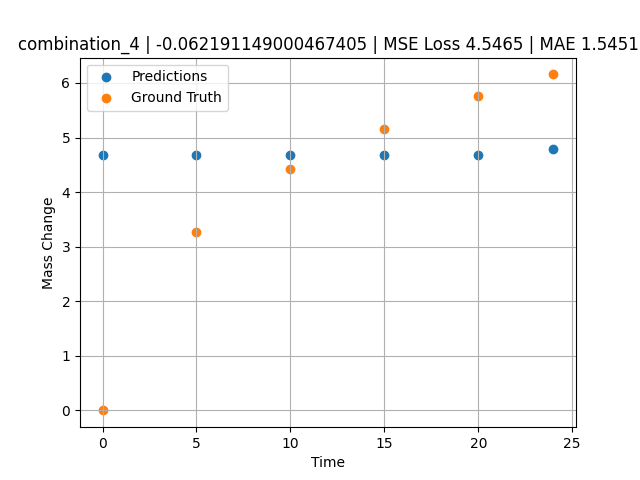 combination_4 | -0.062191149000467405 | MSE Loss 4.5465 | MAE 1.5451
Predictions
Ground Truth
6
5
4
3
2
1
0
Mass Change
0 5 10 15 20 25
Time